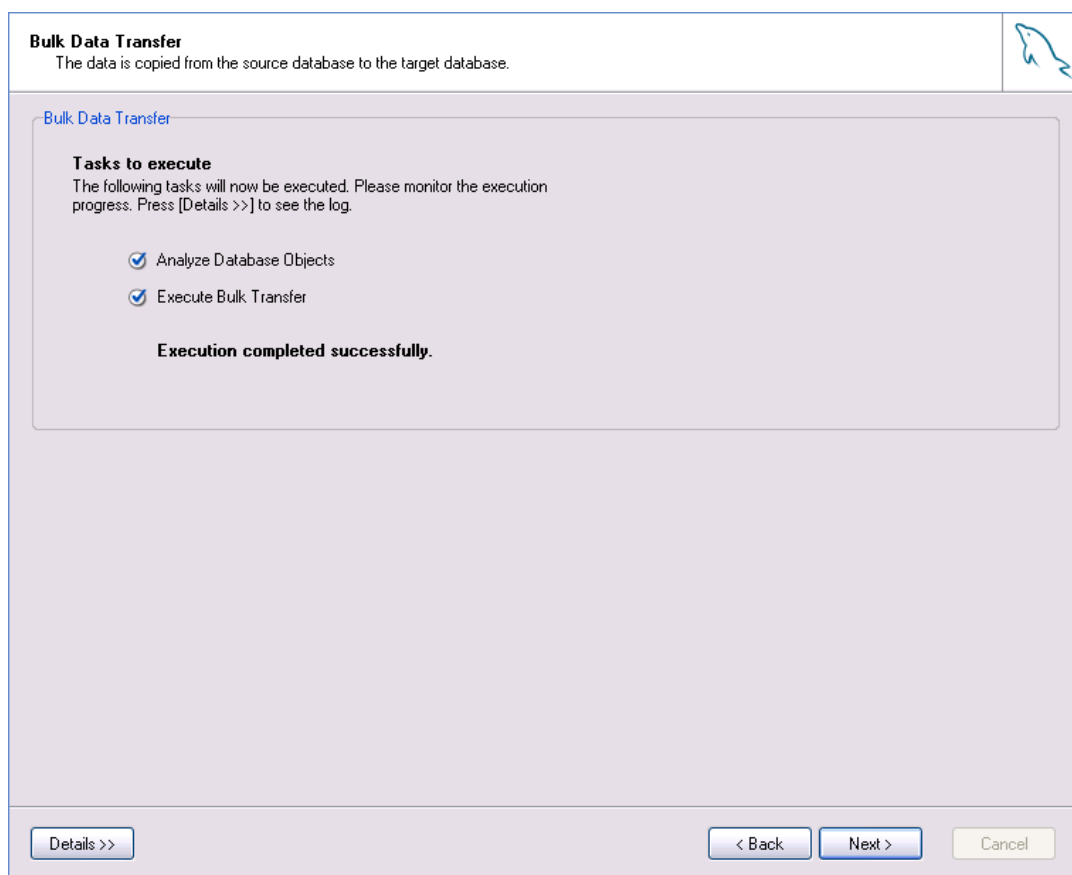 Bulk Data Transfer
The data is copied from the source database to the target database.
Bulk Data Transfer
Tasks to execute
The following tasks will now be executed. Please monitor the execution
progress. Press [Details >>] to see the log.
Analyze Database Objects
Execute Bulk Transfer
Execution completed successfully.
Details >>
< Back
Next >
Cancel